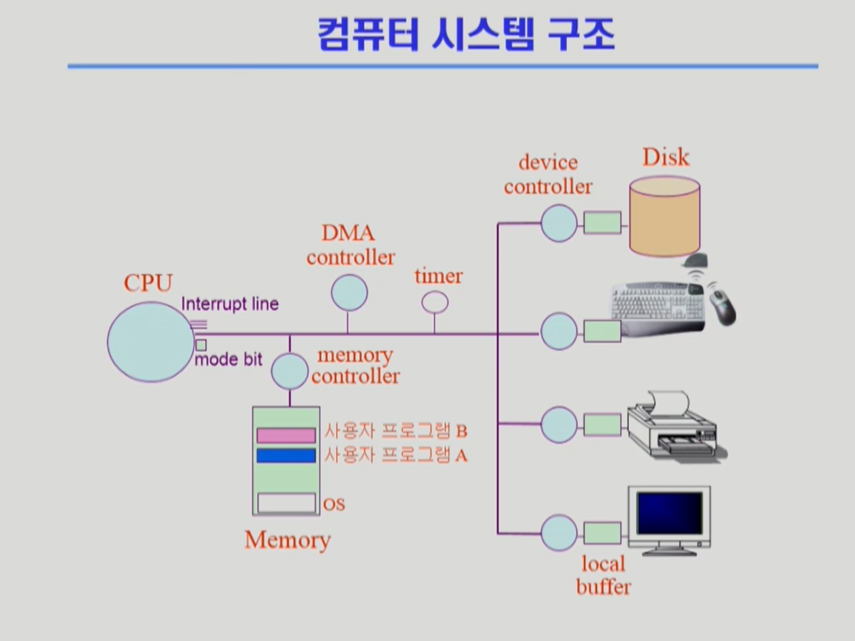 컴퓨터 시스템 구조
device
controller
Disk
DMA
controller
timer
CPU
Interrupt line
mode bit
memory
controller
사용자 프로그램 B
사용자 프로그램 A
OS
Memory
local
buffer